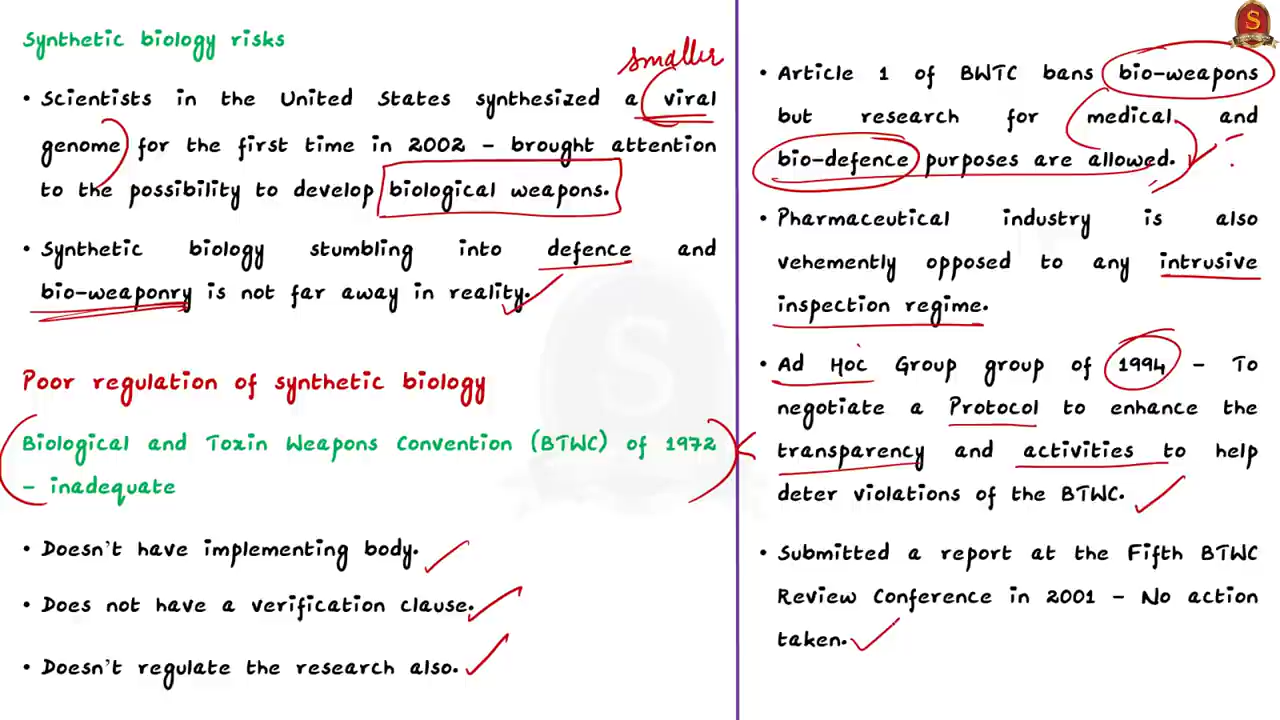 Synthetic biology risks
smaller
• Scientists in the United States synthesized a viral
genome for the first time in 2002 – brought attention
to the possibility to develop biological weapons.
• Synthetic biology stumbling into defence and
bio-weaponry is not far away in reality.
Poor regulation of synthetic biology
Biological and Toxin Weapons Convention (BTWC) of 1972
– inadequate
• Doesn't have implementing body.
• Does not have a verification clause.
• Doesn't regulate the research also.
S
• Article 1 of BWTC bans bio-weapons
but research for medical and
bio-defence purposes are allowed.
• Pharmaceutical industry is also
vehemently opposed to any intrusive
inspection regime.
• Ad Hoc Group group of 1994 – To
negotiate a Protocol to enhance the
transparency and activities to help
deter violations of the BTWC.
• Submitted a report at the Fifth BTWC
Review Conference in 2001 – No action
taken.
S